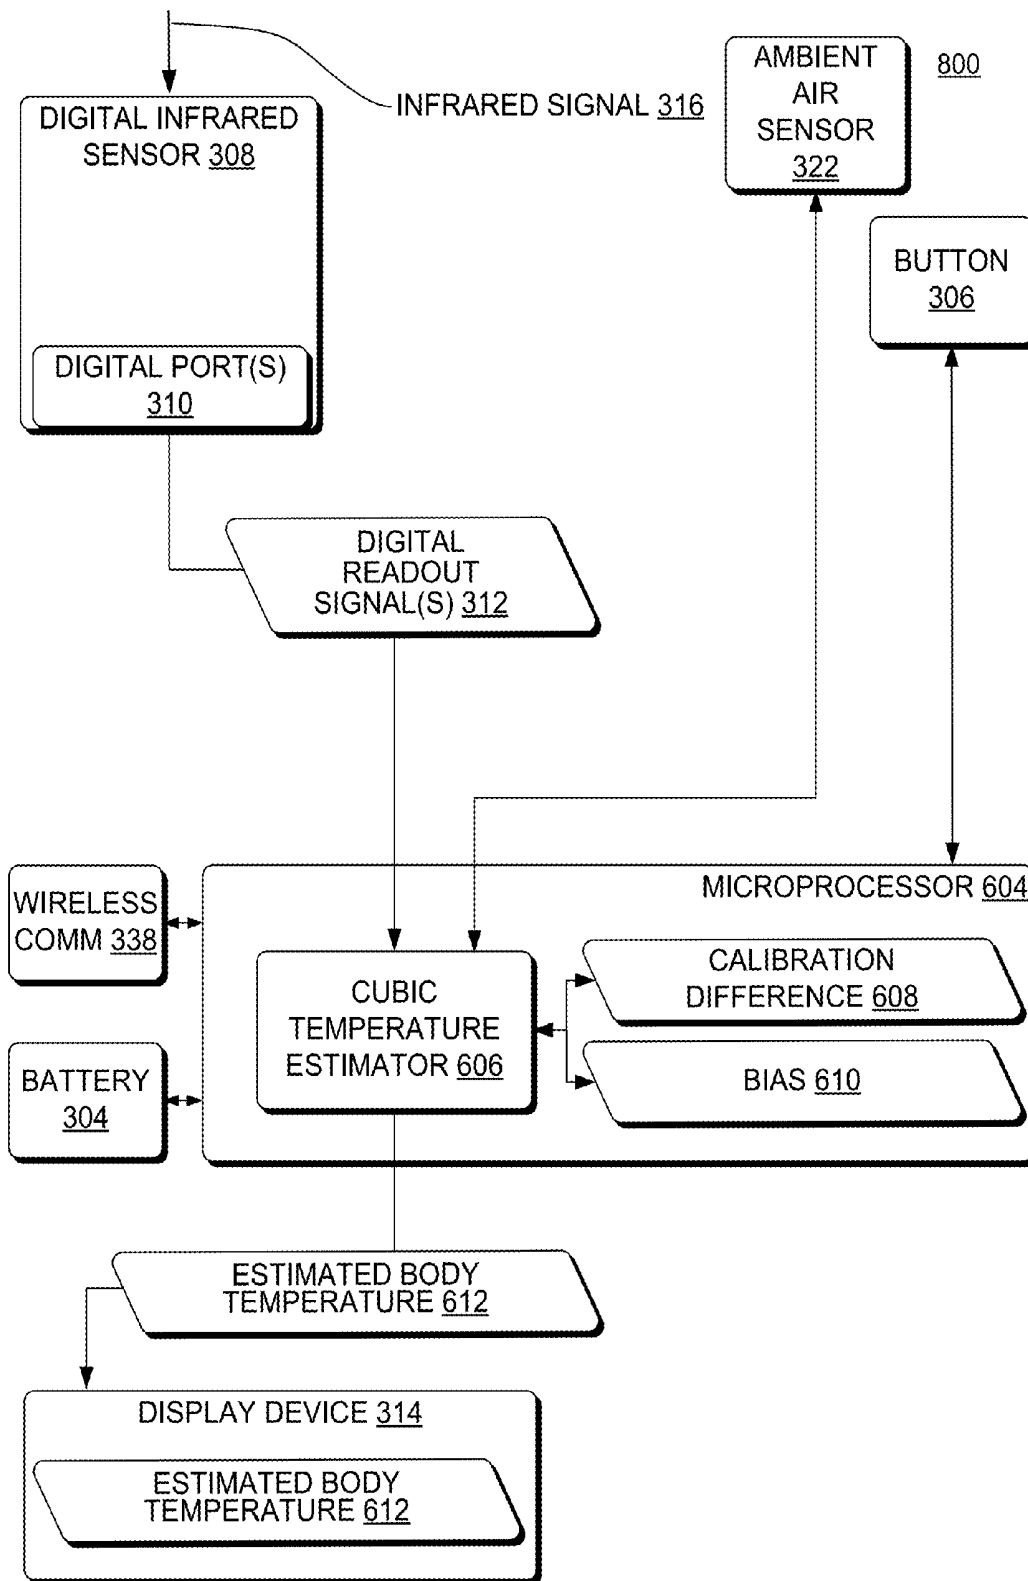 AMBIENT
AIR
SENSOR
322
800
DIGITAL INFRARED
SENSOR 308
INFRARED SIGNAL 316
BUTTON
306
DIGITAL PORT(S)
310
DIGITAL
READOUT
SIGNAL(S) 312
MICROPROCESSOR 604
WIRELESS
COMM 338
CUBIC
TEMPERATURE
ESTIMATOR 606
CALIBRATION
DIFFERENCE 608
BATTERY
304
BIAS 610
ESTIMATED BODY
TEMPERATURE 612
DISPLAY DEVICE 314
ESTIMATED BODY
TEMPERATURE 612